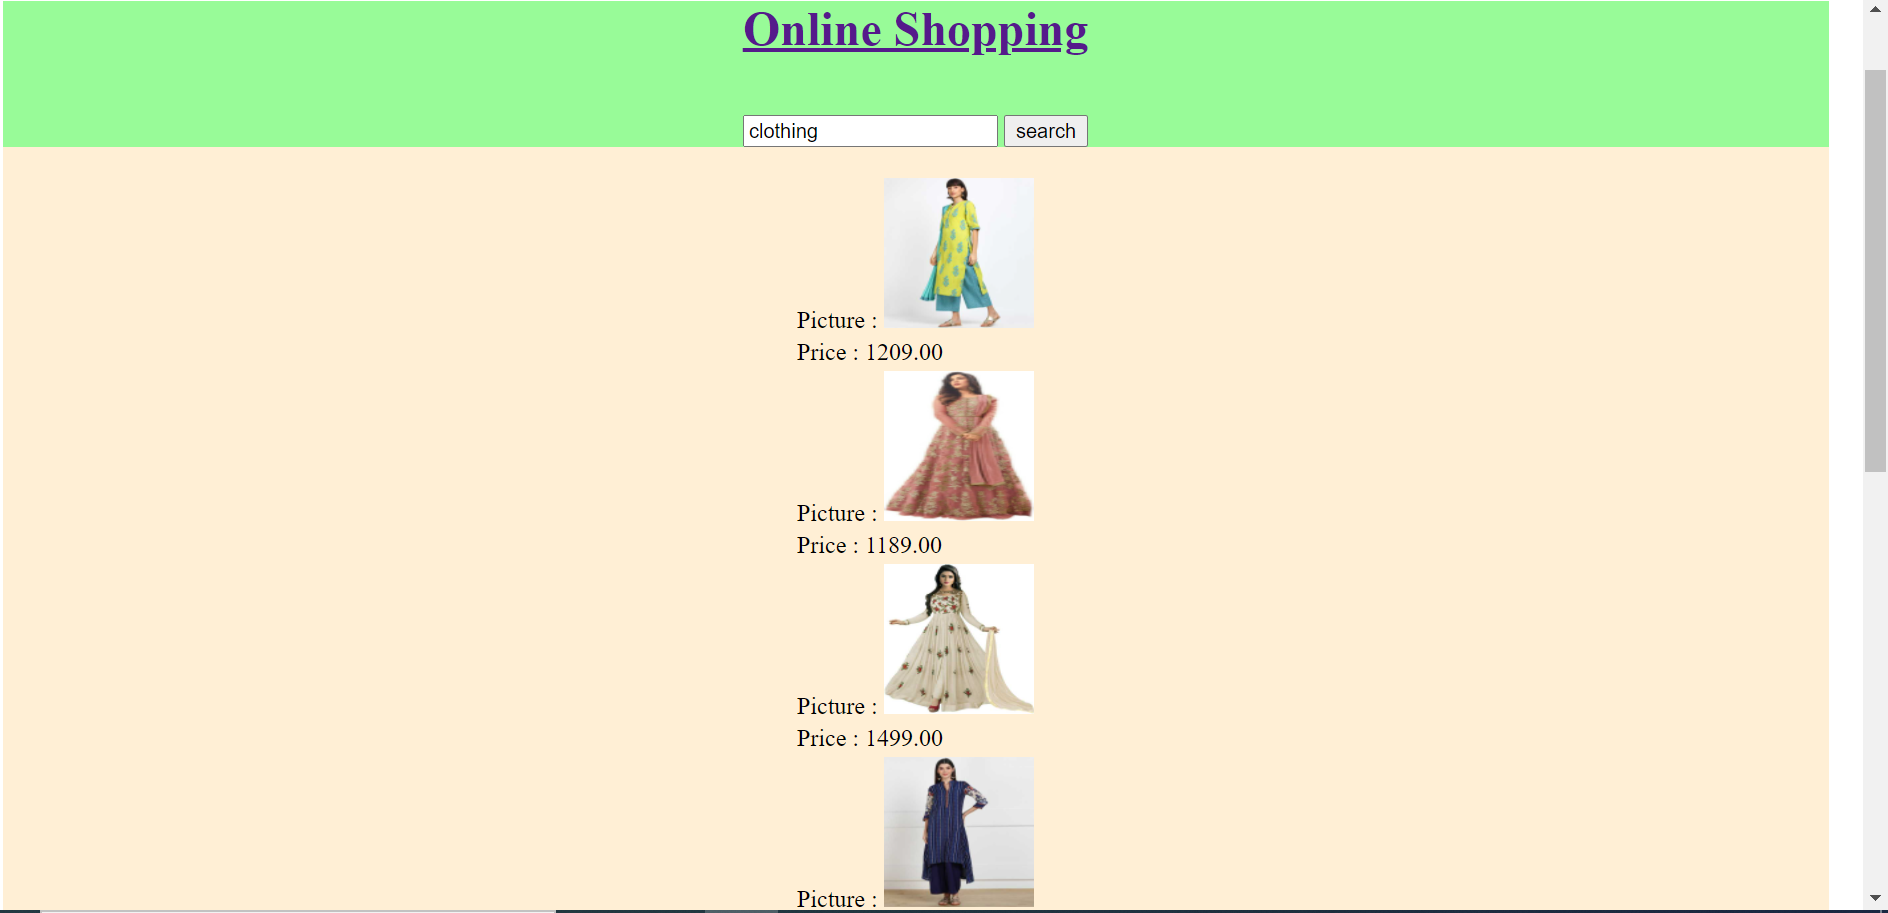 Online Shopping
clothing search
Picture :
Price : 1209.00
Picture :
Price : 1189.00
Picture :
Price : 1499.00
Picture :